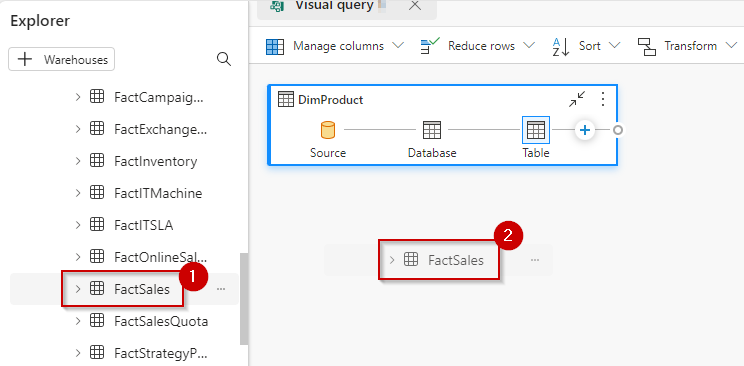 Explorer
Warehouses
FactCampaig...
FactExchange...
FactInventory
FactITMachine
FactITSLA
FactOnlineSal...
FactSales
1
FactSalesQuota
FactStrategyP...
Visual query
Manage columns Reduce rows Sort Transform
DimProduct
Source Database Table
2
FactSales